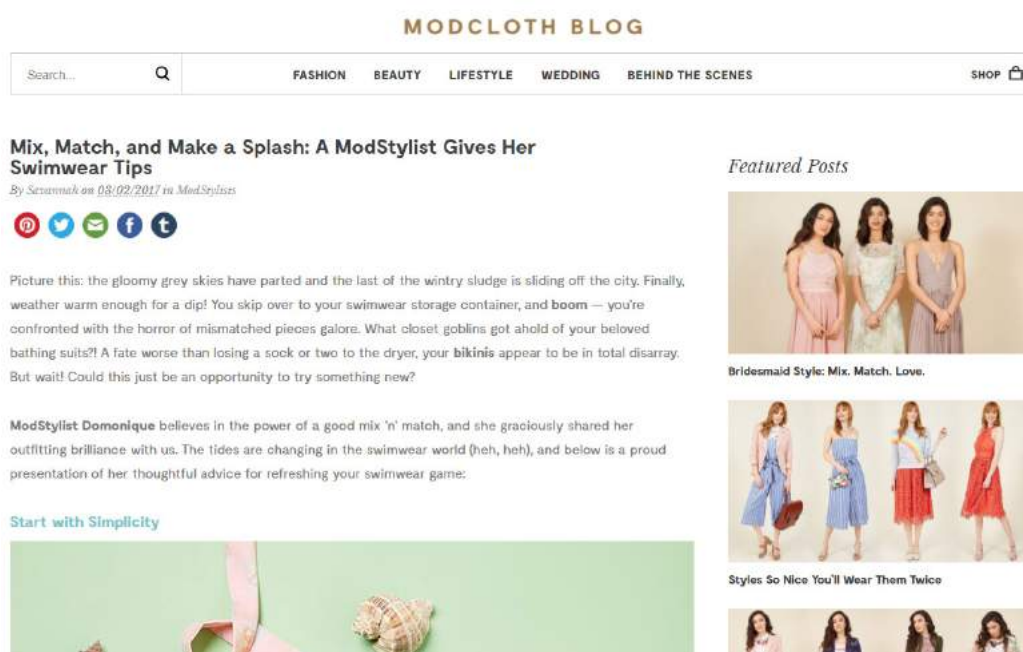 MODCLOTH BLOG
Search...
FASHION BEAUTY LIFESTYLE WEDDING BEHIND THE SCENES
SHOP
Mix, Match, and Make a Splash: A ModStylist Gives Her
Swimwear Tips
By Savannah on 03/02/2017 in ModStylists
Picture this: the gloomy grey skies have parted and the last of the wintry sludge is sliding off the city. Finally,
weather warm enough for a dip! You skip over to your swimwear storage container, and boom — you're
confronted with the horror of mismatched pieces galore. What closet goblins got ahold of your beloved
bathing suits?! A fate worse than losing a sock or two to the dryer, your bikinis appear to be in total disarray.
But wait! Could this just be an opportunity to try something new?
ModStylist Domonique believes in the power of a good mix 'n' match, and she graciously shared her
outfitting brilliance with us. The tides are changing in the swimwear world (heh, heh), and below is a proud
presentation of her thoughtful advice for refreshing your swimwear game:
Start with Simplicity
Featured Posts
Bridesmaid Style: Mix. Match. Love.
Styles So Nice You'll Wear Them Twice